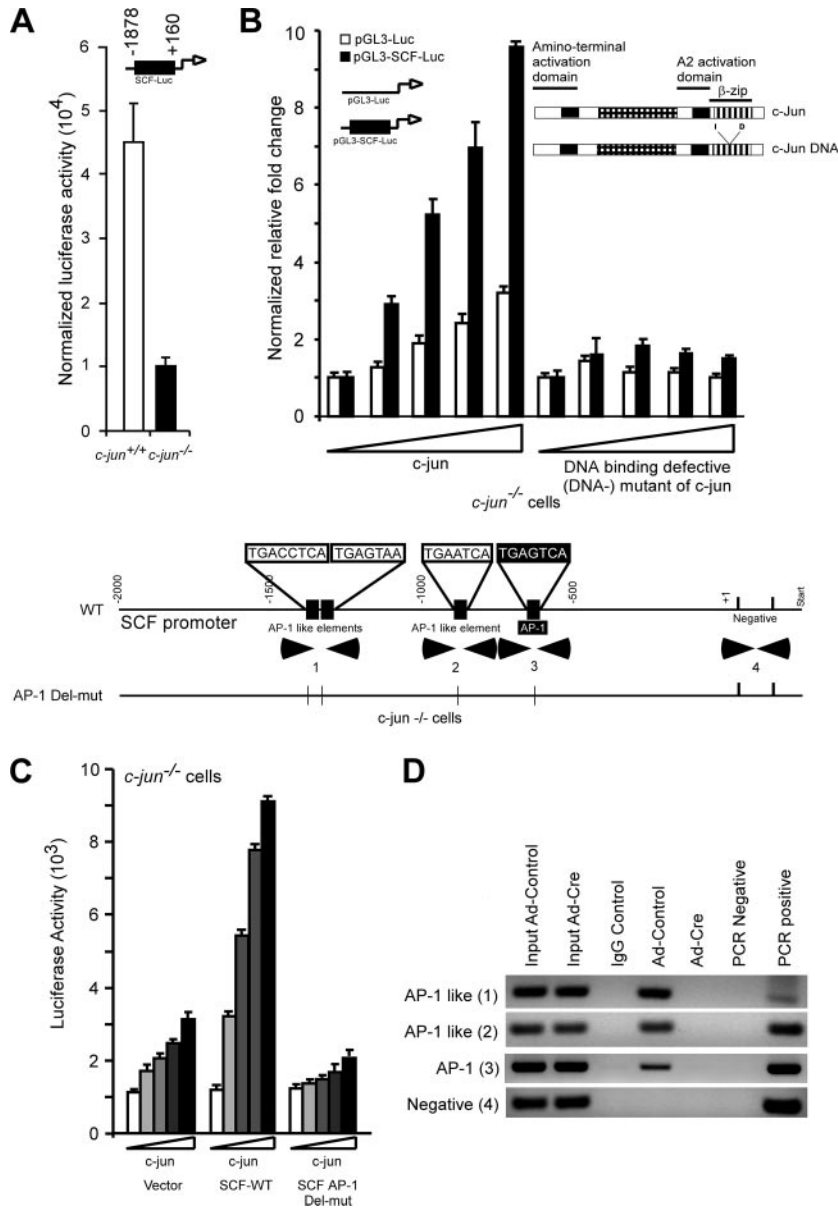 A
-1878
+160
SCF-Luc
Normalized luciferase activity (10^4)
6
5
4
3
2
1
0
c-jun+/+ c-jun-/-
B
pGL3-Luc
pGL3-SCF-Luc
pGL3-Luc
pGL3-SCF-Luc
Normalized relative fold change
10
8
6
4
2
0
Amino-terminal activation domain
A2 activation domain
β-zip
c-Jun
I D
c-Jun DNA
c-jun
DNA binding defective (DNA-) mutant of c-jun
c-jun-/- cells
TGACCTCA TGAGTAA TGAATCA TGAGTCA
-2000 -1500 -1000 -500 +1 Start
WT
SCF promoter
AP-1 like elements AP-1 like element AP-1 Negative
1 2 3 4
AP-1 Del-mut
c-jun -/- cells
C
c-jun-/- cells
Luciferase Activity (10^3)
10
8
6
4
2
0
c-jun c-jun c-jun
Vector SCF-WT SCF AP-1 Del-mut
D
Input Ad-Control
Input Ad-Cre
IgG Control
Ad-Control
Ad-Cre
PCR Negative
PCR positive
AP-1 like (1)
AP-1 like (2)
AP-1 (3)
Negative (4)